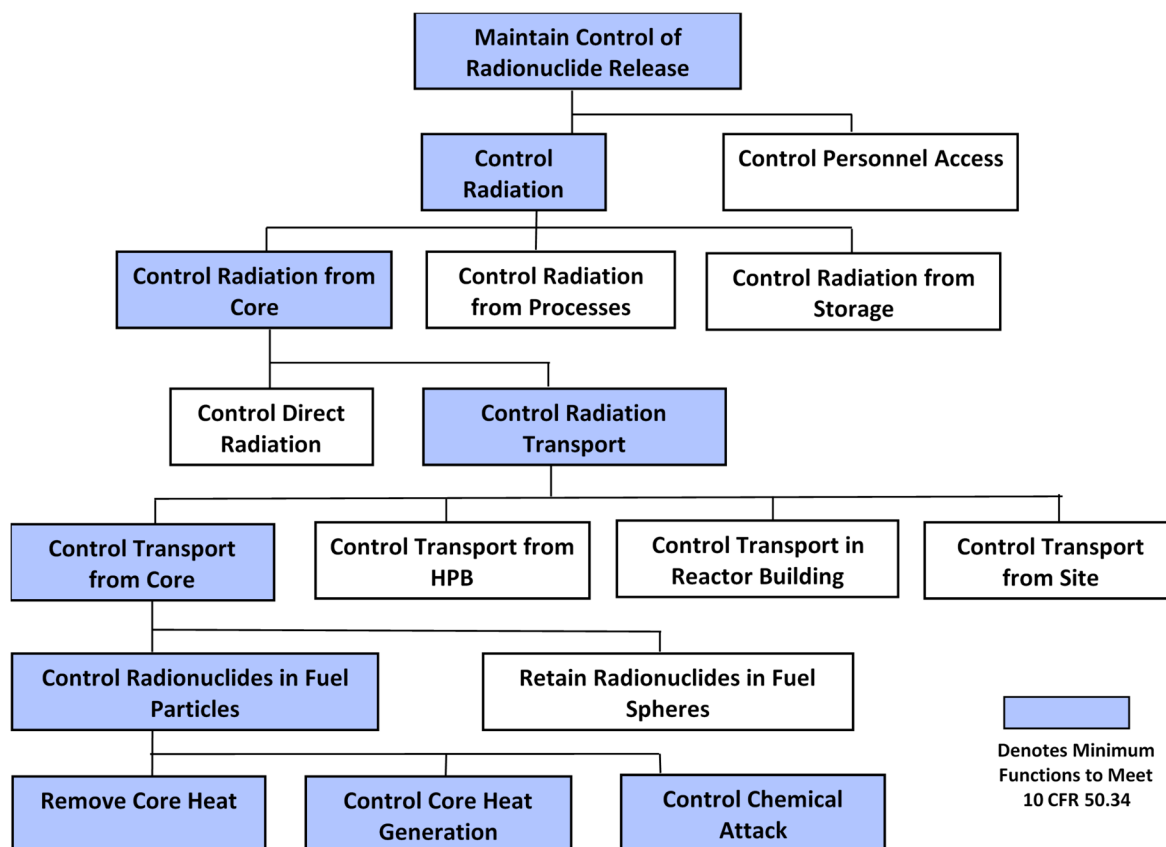 Maintain Control of
Radionuclide Release
Control
Radiation
Control Personnel Access
Control Radiation from
Core
Control Radiation
from Processes
Control Radiation from
Storage
Control Direct
Radiation
Control Radiation
Transport
Control Transport
from Core
Control Transport from
HPB
Control Transport in
Reactor Building
Control Transport
from Site
Control Radionuclides in Fuel
Particles
Retain Radionuclides in Fuel
Spheres
Remove Core Heat
Control Core Heat
Generation
Control Chemical
Attack
Denotes Minimum
Functions to Meet
10 CFR 50.34